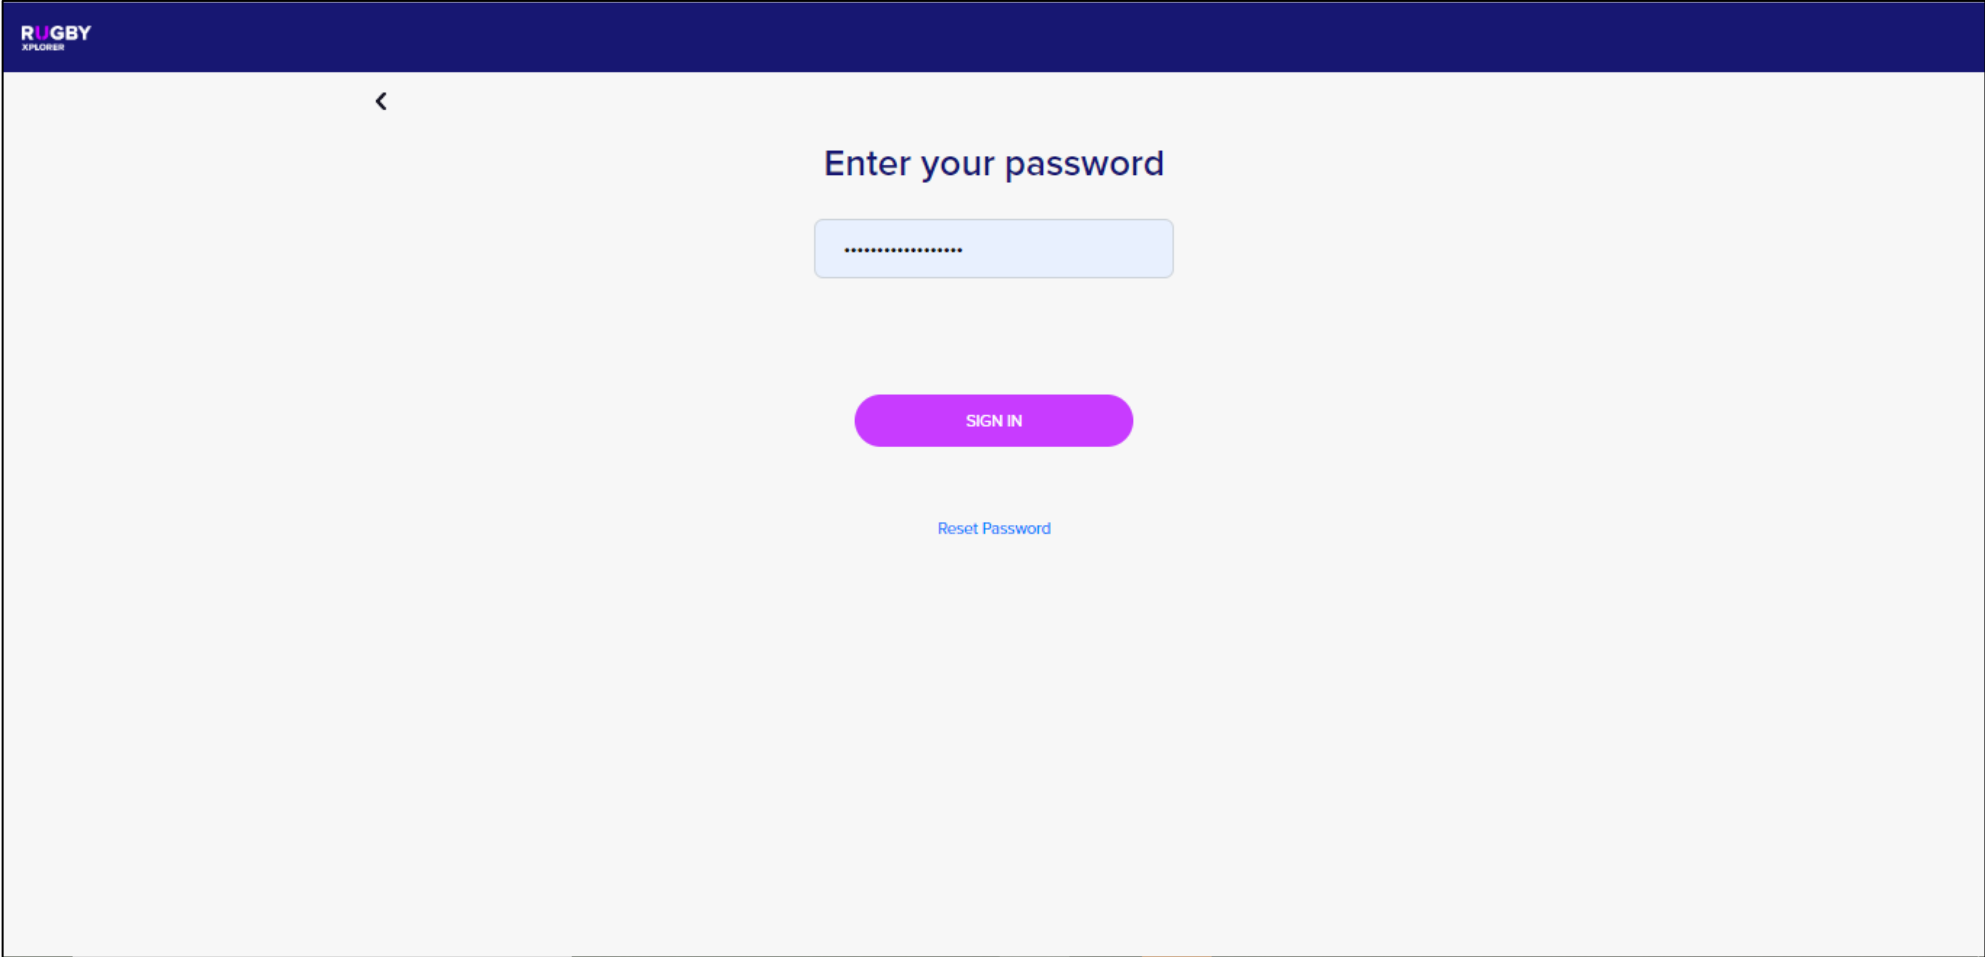 RUGBY
XPLORER
Enter your password
••••••••••••••••••
SIGN IN
Reset Password